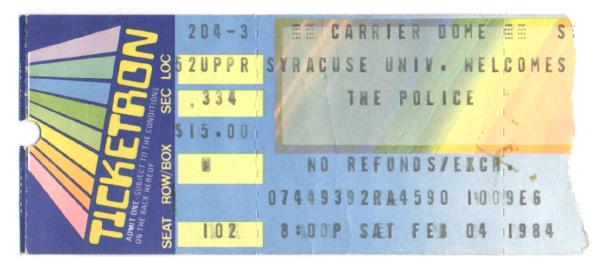 TICKETRON
ADMIT ONE. SUBJECT TO THE CONDITIONS
ON THE BACK HEREOF
SEAT ROW/BOX SEC LOC
204-3
52UPPR
334
$15.00
102
CARRIER DOME
SYRACUSE UNIV. WELCOMES
THE POLICE
NO REFUNDS/EXCH.
07449392RA4590 1009E6
8:00P SAT FEB 04 1984